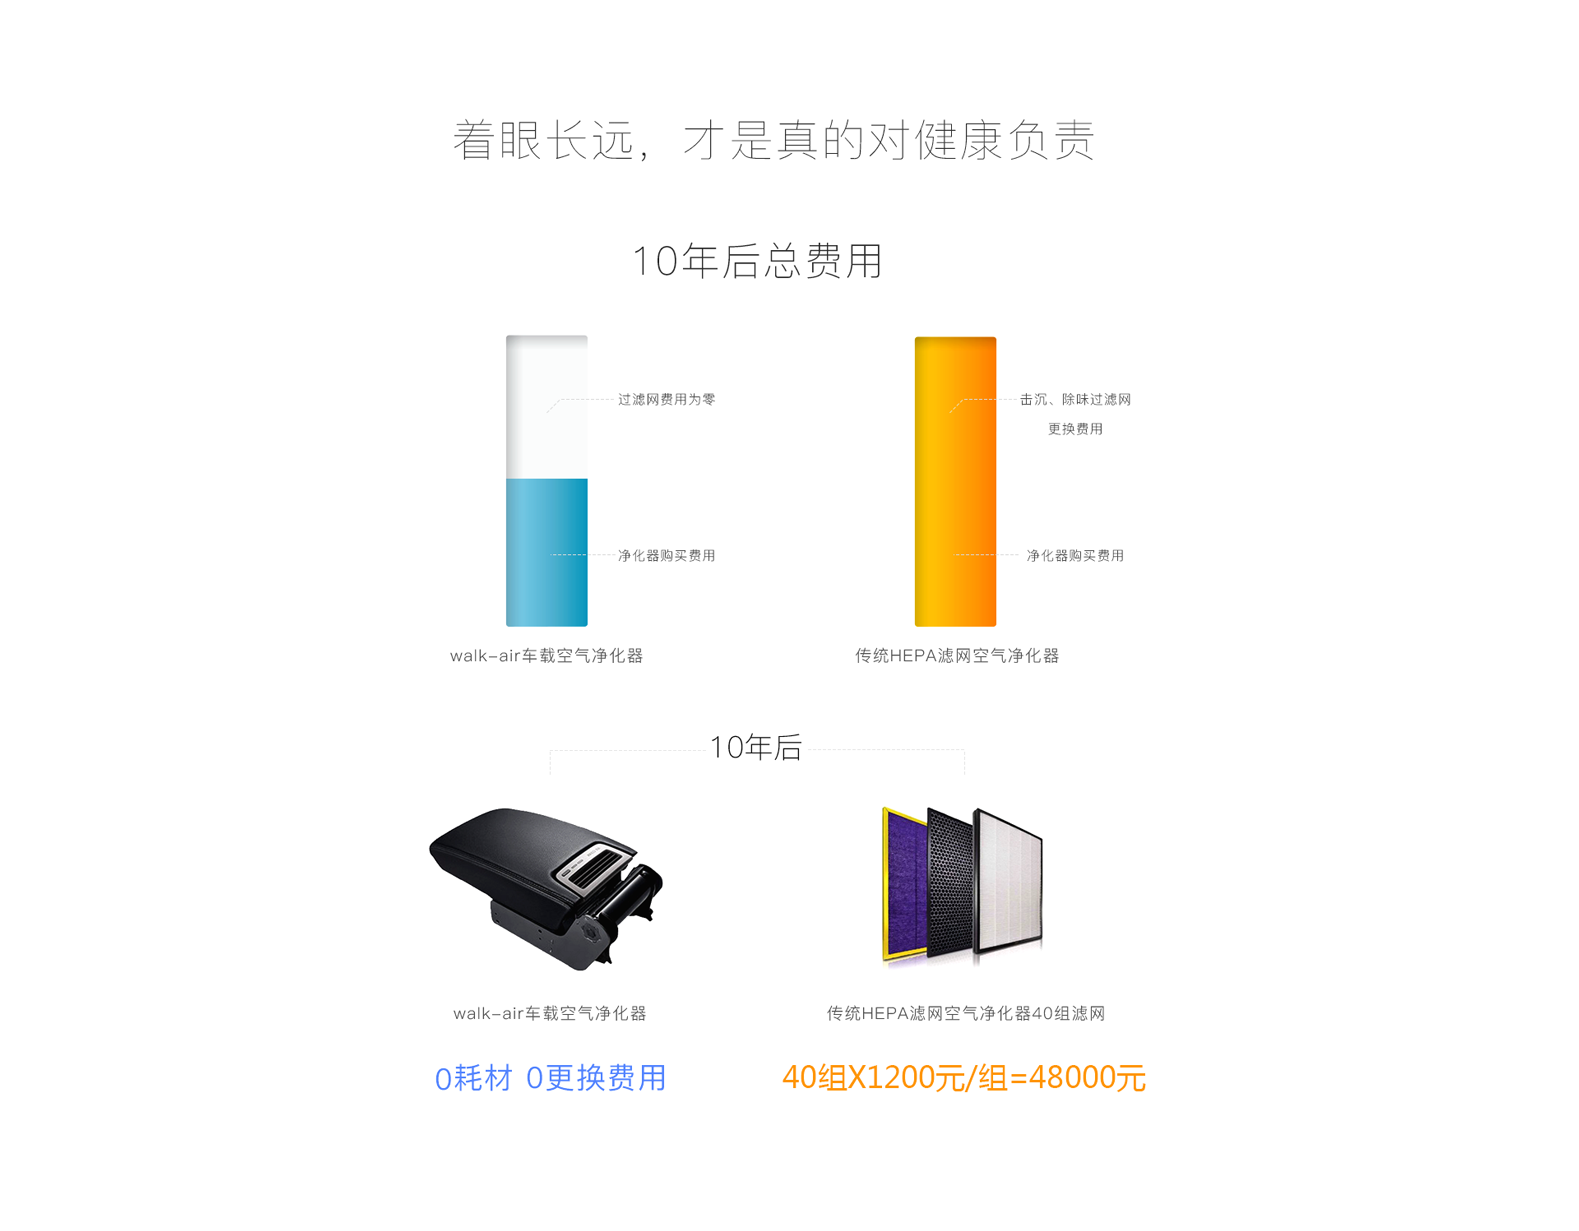 着眼长远，才是真的对健康负责
10年后总费用
过滤网费用为零
净化器购买费用
walk-air车载空气净化器
击沉、除味过滤网
更换费用
净化器购买费用
传统HEPA滤网空气净化器
10年后
walk-air车载空气净化器
0耗材 0更换费用
传统HEPA滤网空气净化器40组滤网
40组X1200元/组=48000元